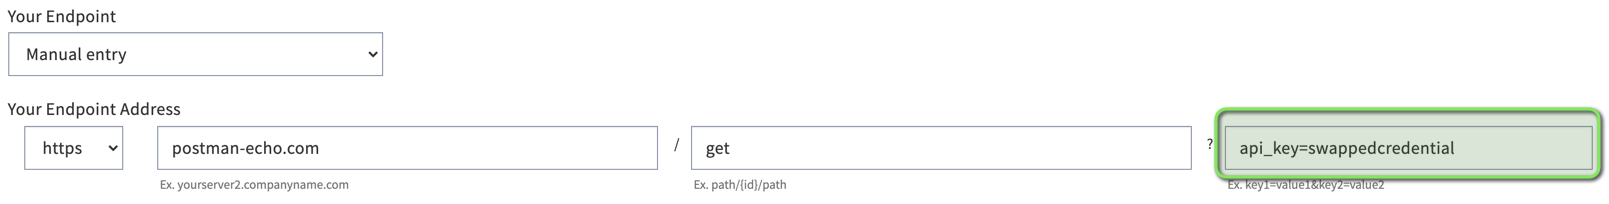 Your Endpoint
Manual entry
Your Endpoint Address
https postman-echo.com / get ? api_key=swappedcredential
Ex. yourserver2.companyname.com Ex. path/{id}/path Ex. key1=value1&key2=value2